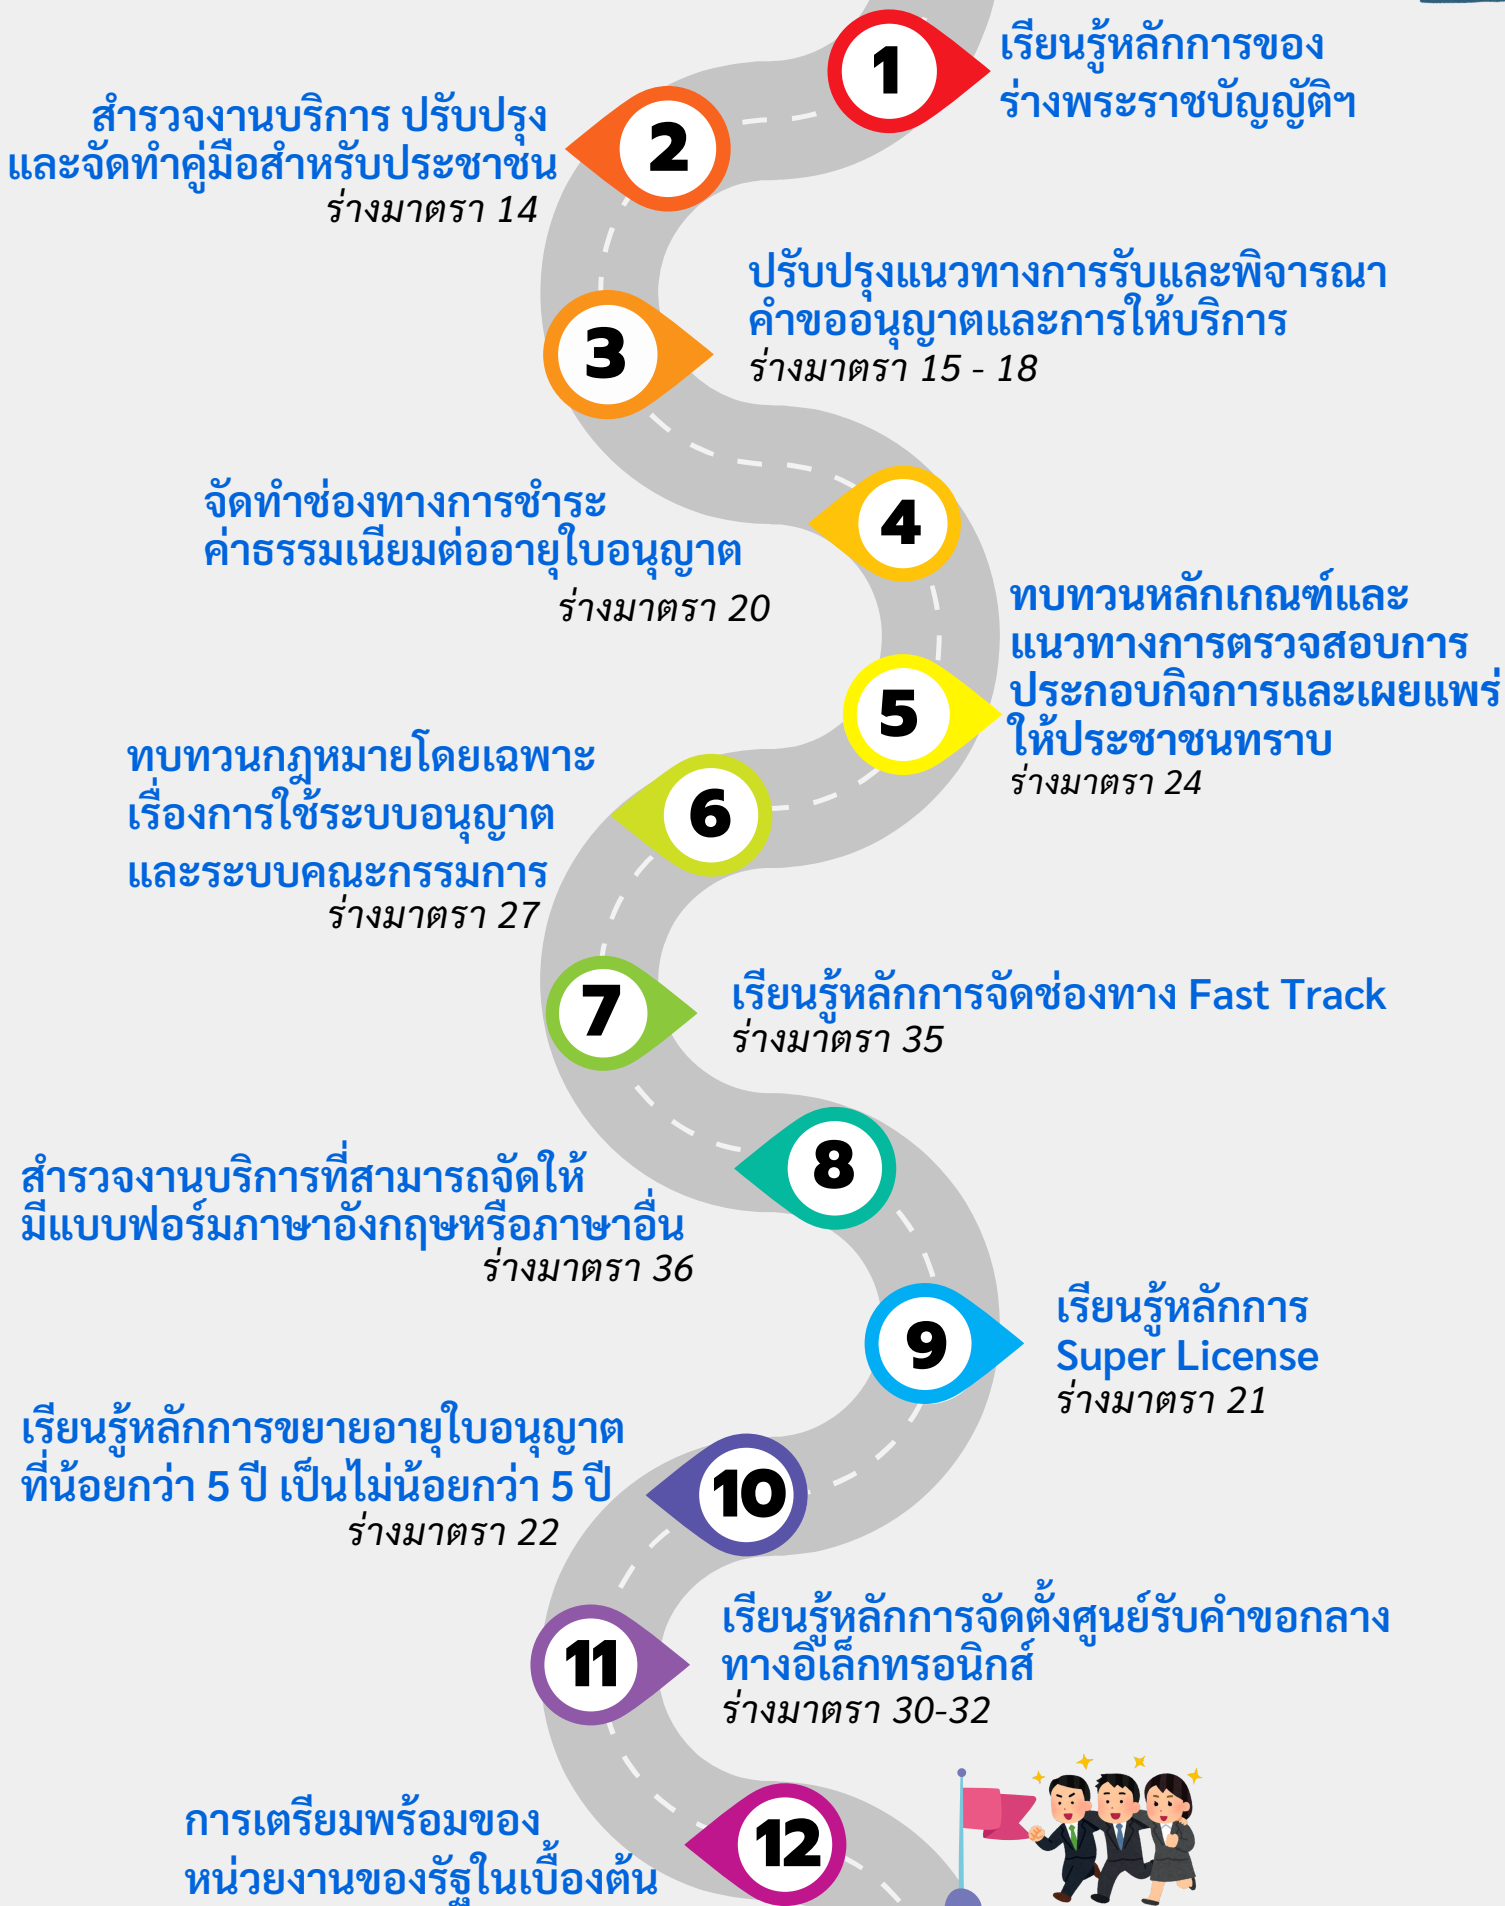 1
เรียนรู้หลักการของ
ร่างพระราชบัญญัติฯ
2
สำรวจงานบริการ ปรับปรุง
และจัดทำคู่มือสำหรับประชาชน
ร่างมาตรา 14
3
ปรับปรุงแนวทางการรับและพิจารณา
คำขออนุญาตและการให้บริการ
ร่างมาตรา 15 - 18
4
จัดทำช่องทางการชำระ
ค่าธรรมเนียมต่ออายุใบอนุญาต
ร่างมาตรา 20
5
ทบทวนหลักเกณฑ์และ
แนวทางการตรวจสอบการ
ประกอบกิจการและเผยแพร่
ให้ประชาชนทราบ
ร่างมาตรา 24
6
ทบทวนกฎหมายโดยเฉพาะ
เรื่องการใช้ระบบอนุญาต
และระบบคณะกรรมการ
ร่างมาตรา 27
7
เรียนรู้หลักการจัดช่องทาง Fast Track
ร่างมาตรา 35
8
สำรวจงานบริการที่สามารถจัดให้
มีแบบฟอร์มภาษาอังกฤษหรือภาษาอื่น
ร่างมาตรา 36
9
เรียนรู้หลักการ
Super License
ร่างมาตรา 21
10
เรียนรู้หลักการขยายอายุใบอนุญาต
ที่น้อยกว่า 5 ปี เป็นไม่น้อยกว่า 5 ปี
ร่างมาตรา 22
11
เรียนรู้หลักการจัดตั้งศูนย์รับคำขอกลาง
ทางอิเล็กทรอนิกส์
ร่างมาตรา 30-32
12
การเตรียมพร้อมของ
หน่วยงานของรัฐในเบื้องต้น